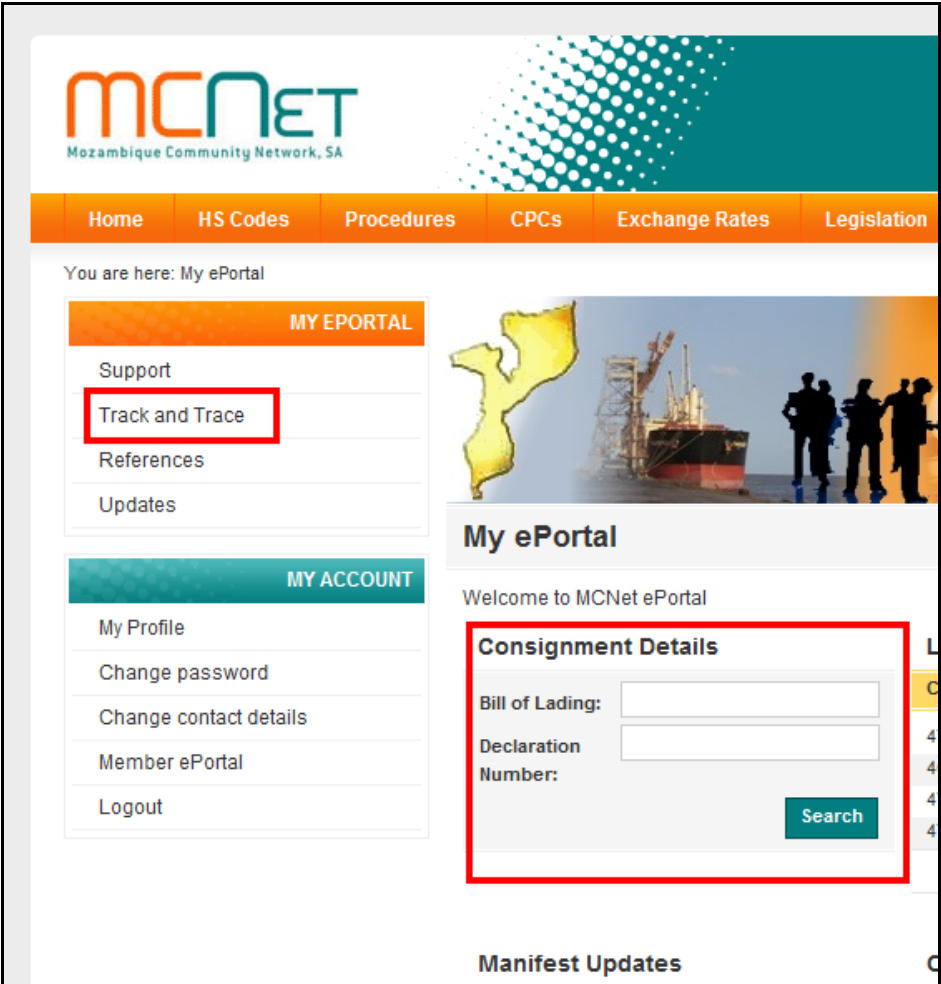 MCNET
Mozambique Community Network, SA
Home HS Codes Procedures CPCs Exchange Rates Legislation
You are here: My ePortal
MY EPORTAL
Support
Track and Trace
References
Updates
MY ACCOUNT
My Profile
Change password
Change contact details
Member ePortal
Logout
My ePortal
Welcome to MCNet ePortal
Consignment Details
Bill of Lading:
Declaration
Number:
Search
Manifest Updates